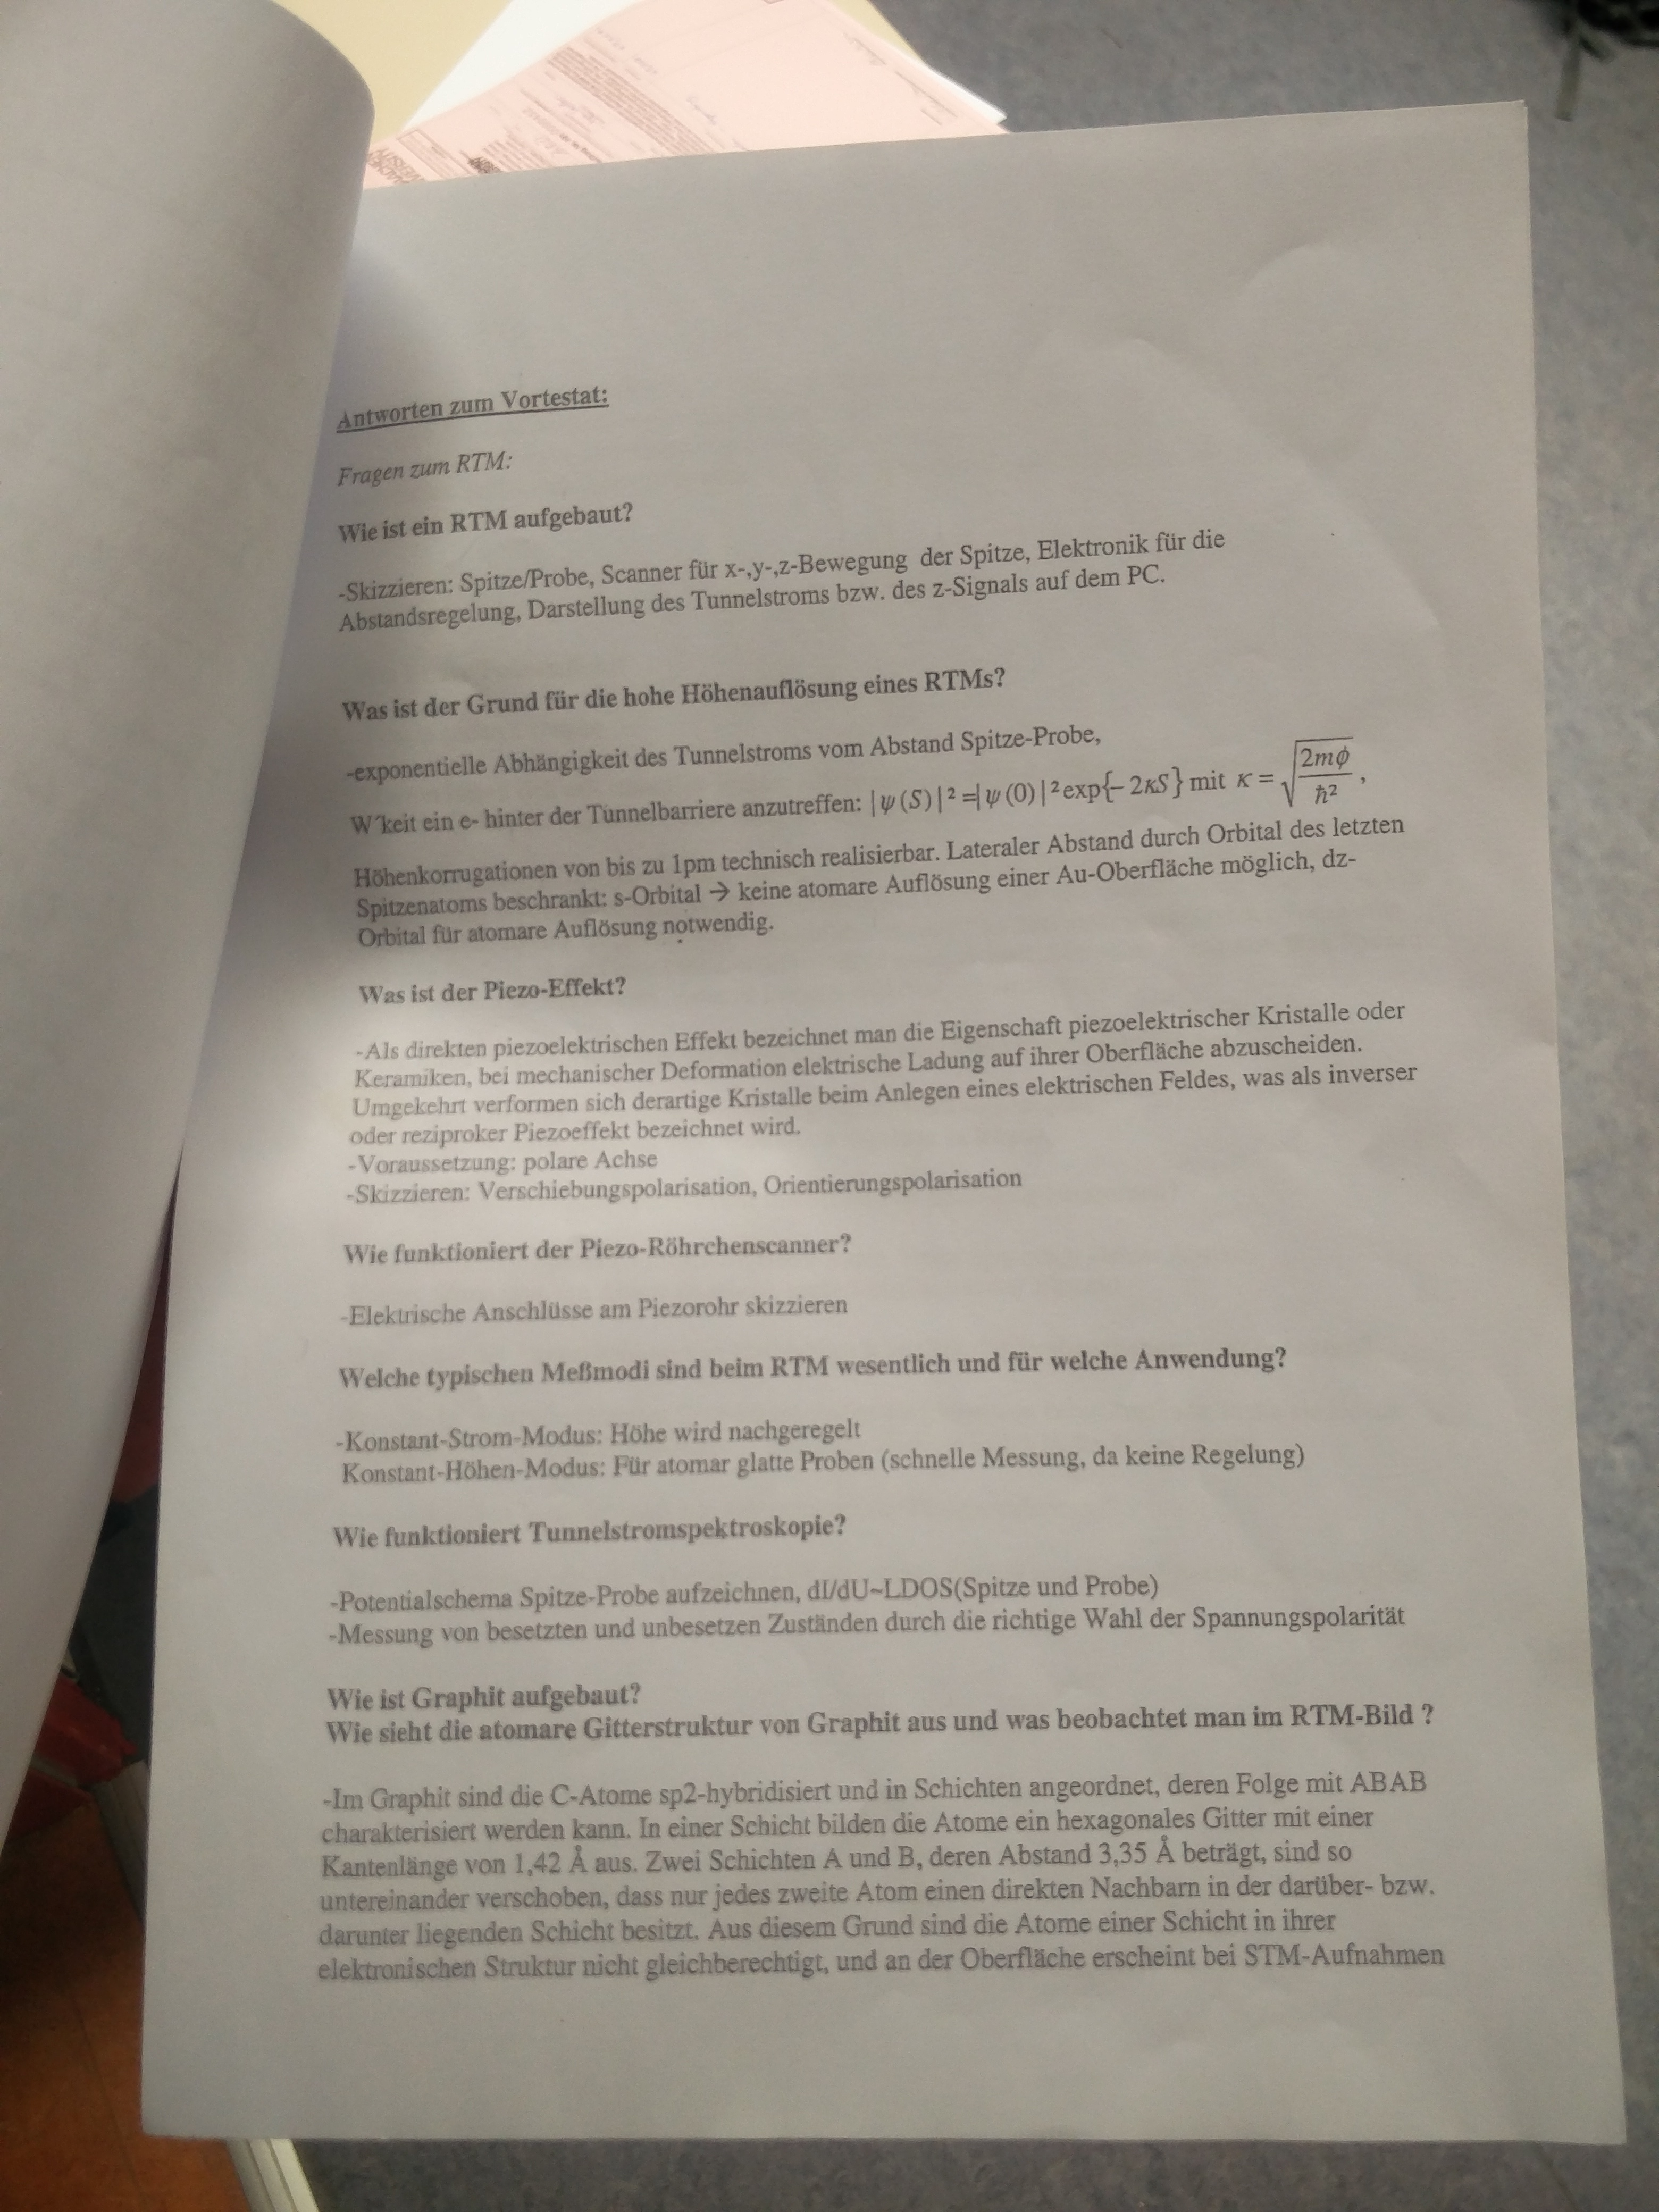 Antworten zum Vortestat:
Fragen zum RTM:
Wie ist ein RTM aufgebaut?
-Skizzieren: Spitze/Probe, Scanner für x-,y-,z-Bewegung der Spitze, Elektronik für die
Abstandsregelung, Darstellung des Tunnelstroms bzw. des z-Signals auf dem PC.
Was ist der Grund für die hohe Höhenauflösung eines RTMs?
-exponentielle Abhängigkeit des Tunnelstroms vom Abstand Spitze-Probe,
W´keit ein e- hinter der Tunnelbarriere anzutreffen: |ψ(S)|²=|ψ(0)|²exp{-2κS} mit κ = √(2mϕ/ħ²) ,
Höhenkorrugationen von bis zu 1pm technisch realisierbar. Lateraler Abstand durch Orbital des letzten
Spitzenatoms beschrankt: s-Orbital → keine atomare Auflösung einer Au-Oberfläche möglich, dz-
Orbital für atomare Auflösung notwendig.
Was ist der Piezo-Effekt?
-Als direkten piezoelektrischen Effekt bezeichnet man die Eigenschaft piezoelektrischer Kristalle oder
Keramiken, bei mechanischer Deformation elektrische Ladung auf ihrer Oberfläche abzuscheiden.
Umgekehrt verformen sich derartige Kristalle beim Anlegen eines elektrischen Feldes, was als inverser
oder reziproker Piezoeffekt bezeichnet wird.
-Voraussetzung: polare Achse
-Skizzieren: Verschiebungspolarisation, Orientierungspolarisation
Wie funktioniert der Piezo-Röhrchenscanner?
-Elektrische Anschlüsse am Piezorohr skizzieren
Welche typischen Meßmodi sind beim RTM wesentlich und für welche Anwendung?
-Konstant-Strom-Modus: Höhe wird nachgeregelt
Konstant-Höhen-Modus: Für atomar glatte Proben (schnelle Messung, da keine Regelung)
Wie funktioniert Tunnelstromspektroskopie?
-Potentialschema Spitze-Probe aufzeichnen, dI/dU~LDOS(Spitze und Probe)
-Messung von besetzten und unbesetzen Zuständen durch die richtige Wahl der Spannungspolarität
Wie ist Graphit aufgebaut?
Wie sieht die atomare Gitterstruktur von Graphit aus und was beobachtet man im RTM-Bild ?
-Im Graphit sind die C-Atome sp2-hybridisiert und in Schichten angeordnet, deren Folge mit ABAB
charakterisiert werden kann. In einer Schicht bilden die Atome ein hexagonales Gitter mit einer
Kantenlänge von 1,42 Å aus. Zwei Schichten A und B, deren Abstand 3,35 Å beträgt, sind so
untereinander verschoben, dass nur jedes zweite Atom einen direkten Nachbarn in der darüber- bzw.
darunter liegenden Schicht besitzt. Aus diesem Grund sind die Atome einer Schicht in ihrer
elektronischen Struktur nicht gleichberechtigt, und an der Oberfläche erscheint bei STM-Aufnahmen